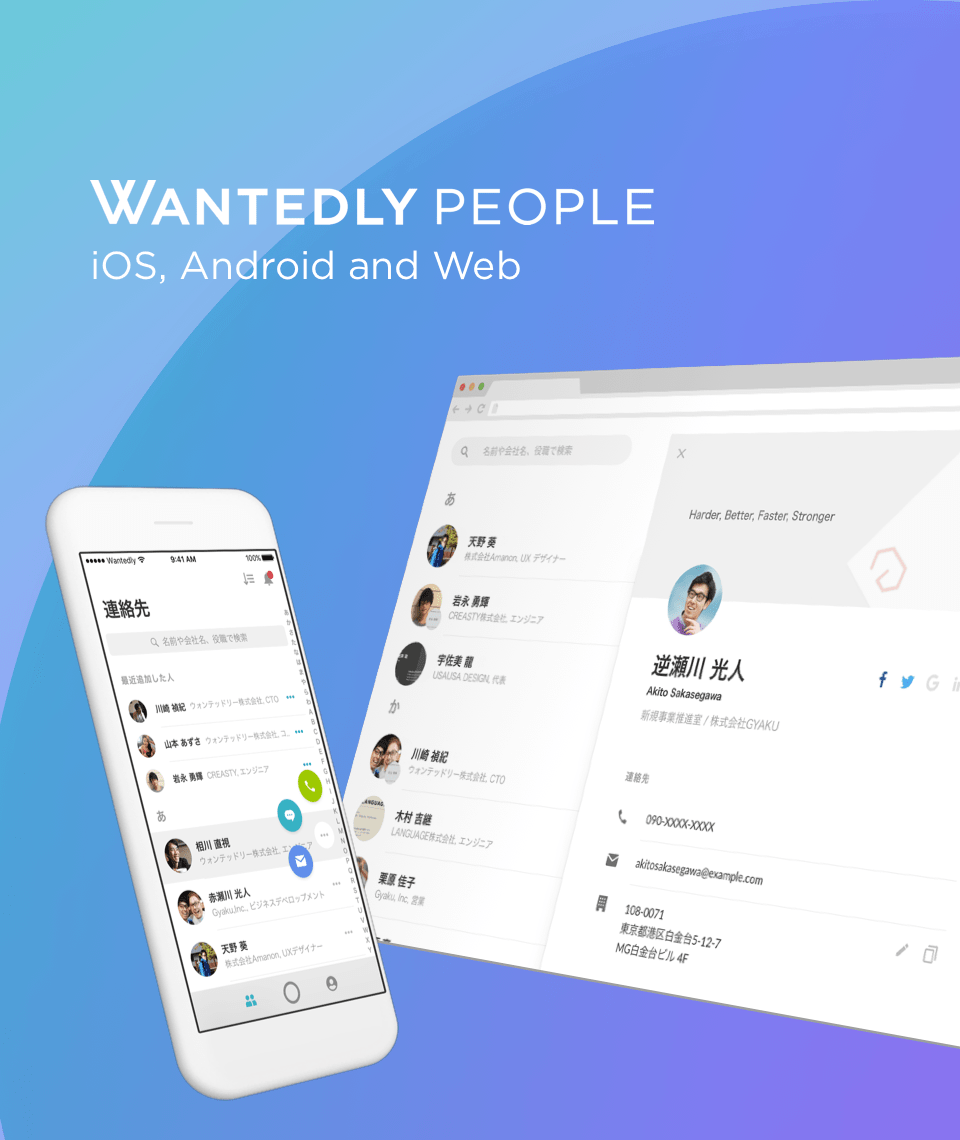 WANTEDLY PEOPLE
iOS, Android and Web
名前や会社名、役職で検索
あ
天野 葵
株式会社Amanon, UX デザイナー
岩永 勇輝
CREASTY株式会社, エンジニア
宇佐美 龍
USAUSA DESIGN, 代表
か
川崎 禎紀
ウォンテッドリー株式会社, CTO
木村 吉継
LANGUAGE株式会社, エンジニア
栗原 佳子
Gyaku, Inc, 営業
Harder, Better, Faster, Stronger
逆瀬川 光人
Akito Sakasegawa
新規事業推進室 / 株式会社GYAKU
連絡先
090-XXXX-XXXX
akitosakasegawa@example.com
108-0071
東京都港区白金台5-12-7
MG白金台ビル 4F
Wantedly
9:41 AM
100%
連絡先
名前や会社名、役職で検索
最近追加した人
川崎 禎紀 ウォンテッドリー株式会社, CTO
山本 あずさ ウォンテッドリー株式会社, コ...
岩永 勇輝 CREASTY, エンジニア
あ
相川 直視
ウォンテッドリー株式会社, エンジニア
赤瀬川 光人
Gyaku,Inc., ビジネスデベロップメント
天野 葵
株式会社Amanon, UXデザイナー
あ
か
さ
た
な
は
ま
や
ら
わ
A
B
C
D
E
F
G
H
I
J
K
L
M
N
O
P
Q
R
S
T
U
V
W
X
Y